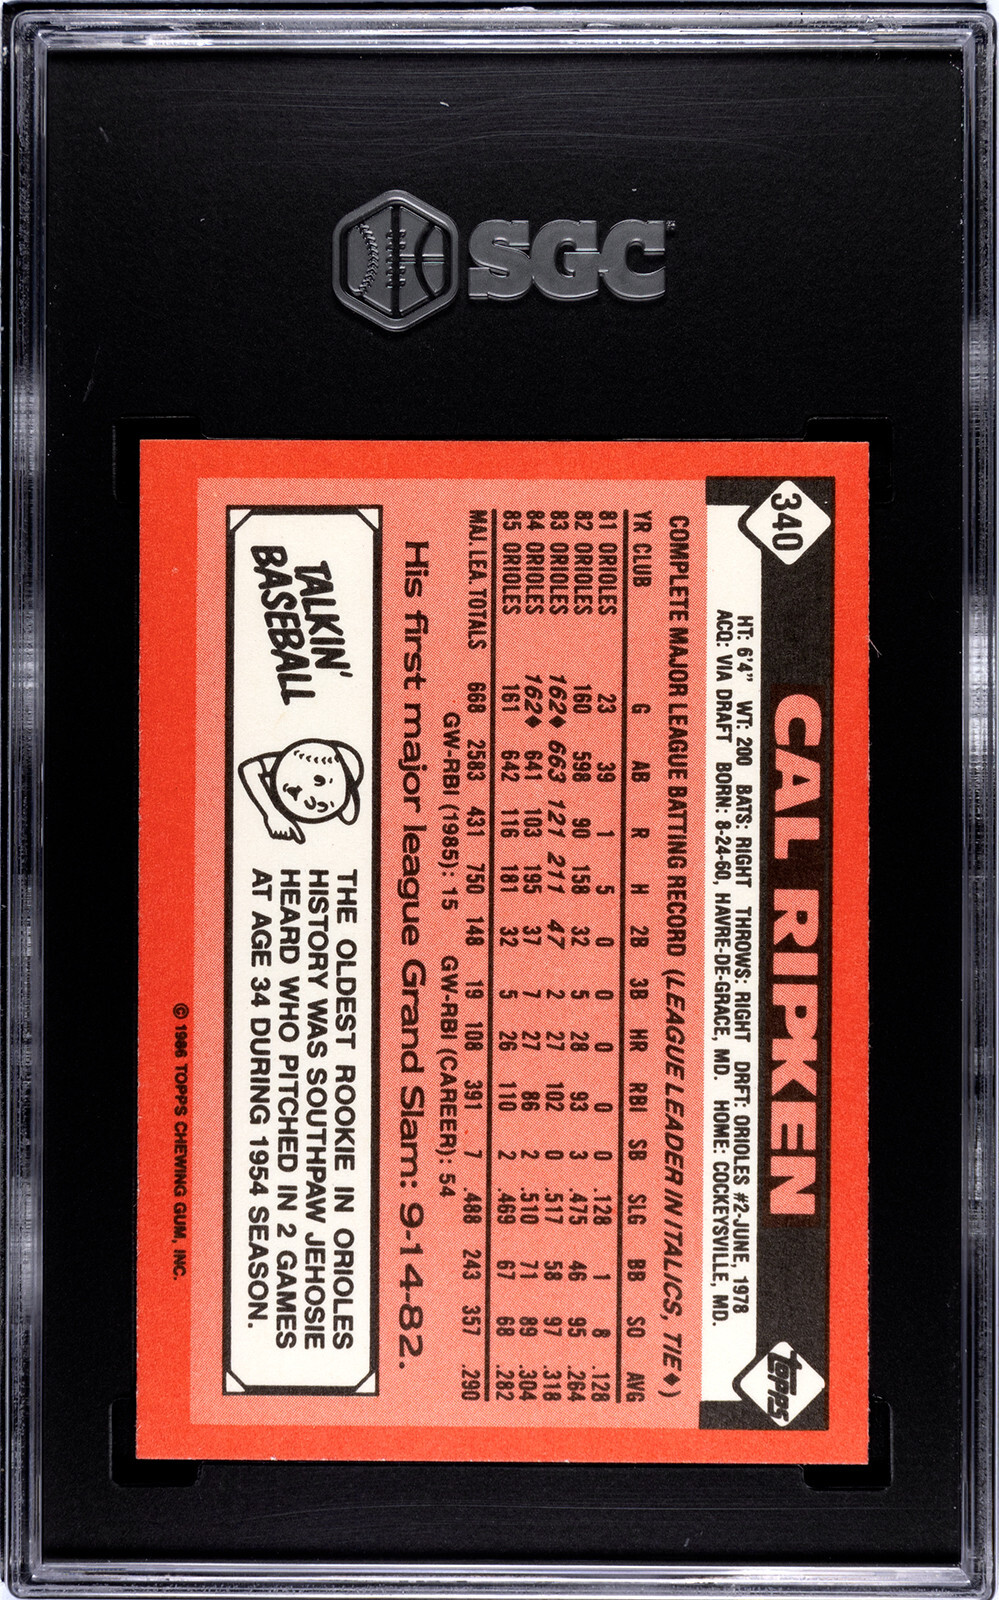 SGC
340
CAL RIPKEN
topps
HT: 6'4" WT: 200 BATS: RIGHT THROWS: RIGHT DRFT: ORIOLES #2-JUNE, 1978
ACQ: VIA DRAFT BORN: 8-24-60, HAVRE-DE-GRACE, MD. HOME: COCKEYSVILLE, MD.
COMPLETE MAJOR LEAGUE BATTING RECORD (LEAGUE LEADER IN ITALICS, TIE♦)
YR CLUB G AB R H 2B 3B HR RBI SB SLG BB SO AVG
81 ORIOLES 23 39 1 5 0 0 0 0 0 .128 1 8 .128
82 ORIOLES 160 598 90 158 32 5 28 93 3 .475 46 95 .264
83 ORIOLES 162♦ 663 121 211 47 2 27 102 0 .517 58 97 .318
84 ORIOLES 162♦ 641 103 195 37 7 27 86 2 .510 71 89 .304
85 ORIOLES 161 642 116 181 32 5 26 110 2 .469 67 68 .282
MAJ. LEA. TOTALS 668 2583 431 750 148 19 108 391 7 .488 243 357 .290
GW-RBI (1985): 15 GW-RBI (CAREER): 54
His first major league Grand Slam: 9-14-82.
TALKIN'
BASEBALL
THE OLDEST ROOKIE IN ORIOLES
HISTORY WAS SOUTHPAW JEHOSIE
HEARD WHO PITCHED IN 2 GAMES
AT AGE 34 DURING 1954 SEASON.
© 1986 TOPPS CHEWING GUM, INC.